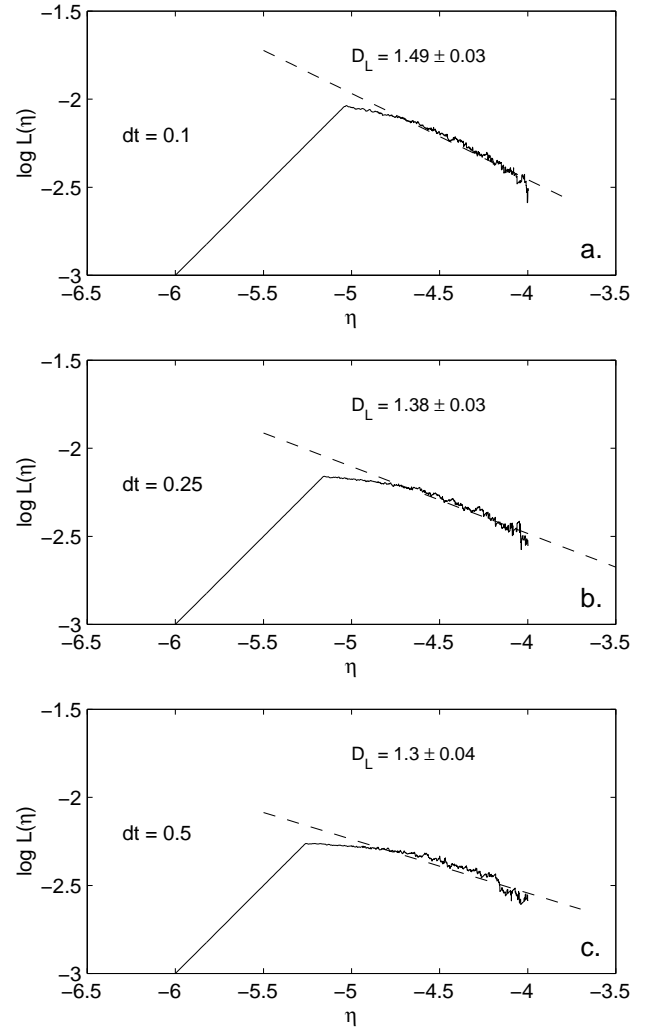 −1.5
D_L = 1.49 ± 0.03
−2
dt = 0.1
log L(η)
−2.5
a.
−3
−6.5 −6 −5.5 −5 −4.5 −4 −3.5
η
−1.5
D_L = 1.38 ± 0.03
−2
dt = 0.25
log L(η)
−2.5
b.
−3
−6.5 −6 −5.5 −5 −4.5 −4 −3.5
η
−1.5
D_L = 1.3 ± 0.04
−2
dt = 0.5
log L(η)
−2.5
c.
−3
−6.5 −6 −5.5 −5 −4.5 −4 −3.5
η